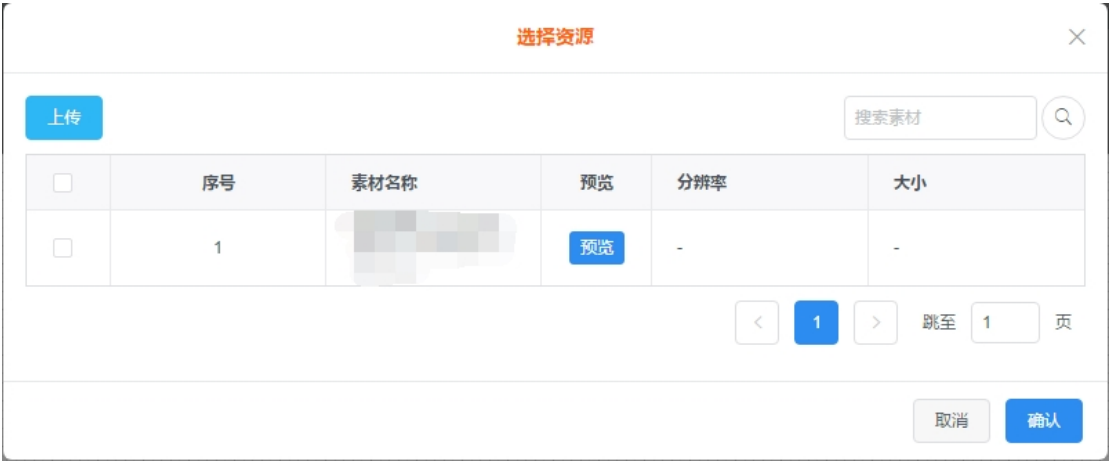 选择资源
上传
搜索素材
序号 素材名称 预览 分辨率 大小
1 预览 - -
1 跳至 1 页
取消 确认